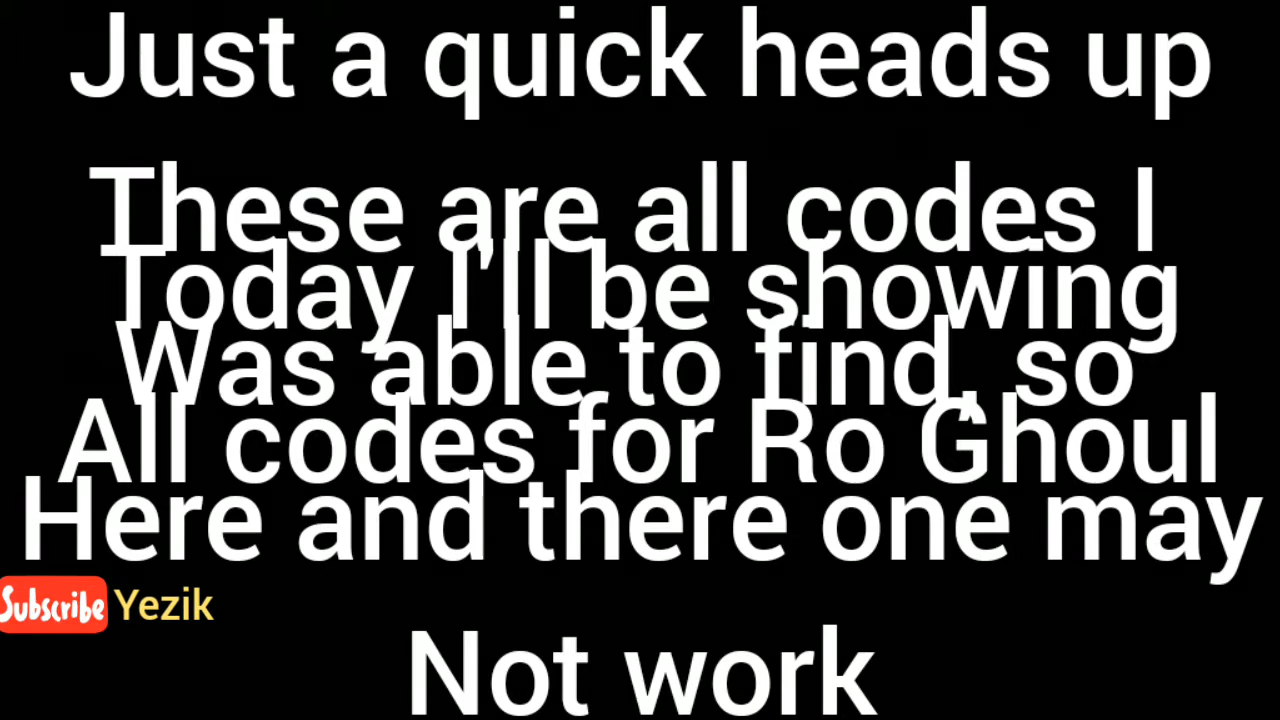 Just a quick heads up
These are all codes I
Today I'll be showing
Was able to find, so
All codes for Ro Ghoul
Here and there one may
Subscribe Yezik
Not work